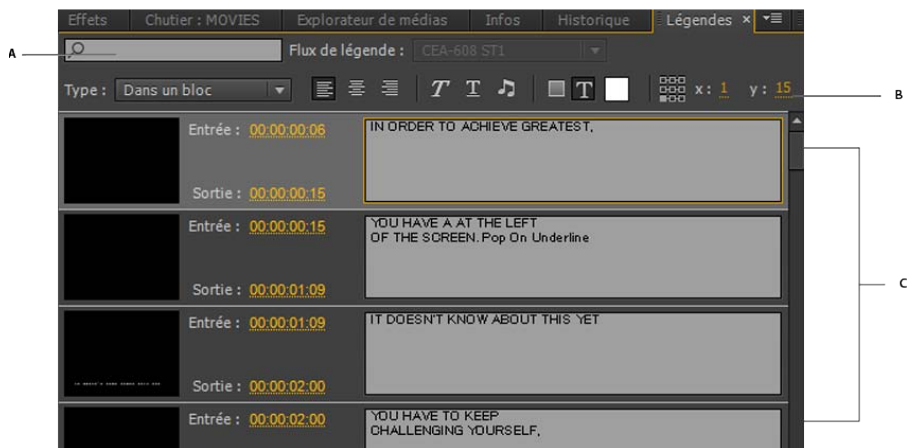 Effets Chutier : MOVIES Explorateur de médias Infos Historique Légendes ×
A
Flux de légende : CEA-608 ST1
Type : Dans un bloc T T T x : 1 y : 15
B
Entrée : 00:00:00:06
IN ORDER TO ACHIEVE GREATEST,
Sortie : 00:00:00:15
Entrée : 00:00:00:15
YOU HAVE A AT THE LEFT
OF THE SCREEN. Pop On Underline
C
Sortie : 00:00:01:09
Entrée : 00:00:01:09
IT DOESN'T KNOW ABOUT THIS YET
Sortie : 00:00:02:00
Entrée : 00:00:02:00
YOU HAVE TO KEEP
CHALLENGING YOURSELF,